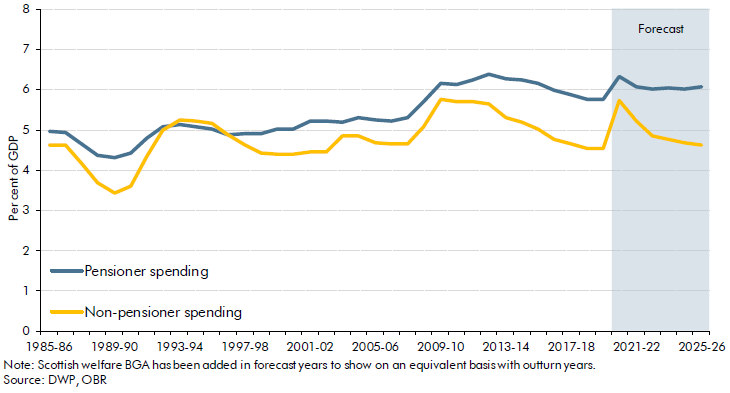 8
Forecast
7
6
5
4
3
2
1
0
Per cent of GDP
Pensioner spending
Non-pensioner spending
1985-86 1989-90 1993-94 1997-98 2001-02 2005-06 2009-10 2013-14 2017-18 2021-22 2025-26
Note: Scottish welfare BGA has been added in forecast years to show on an equivalent basis with outturn years.
Source: DWP, OBR